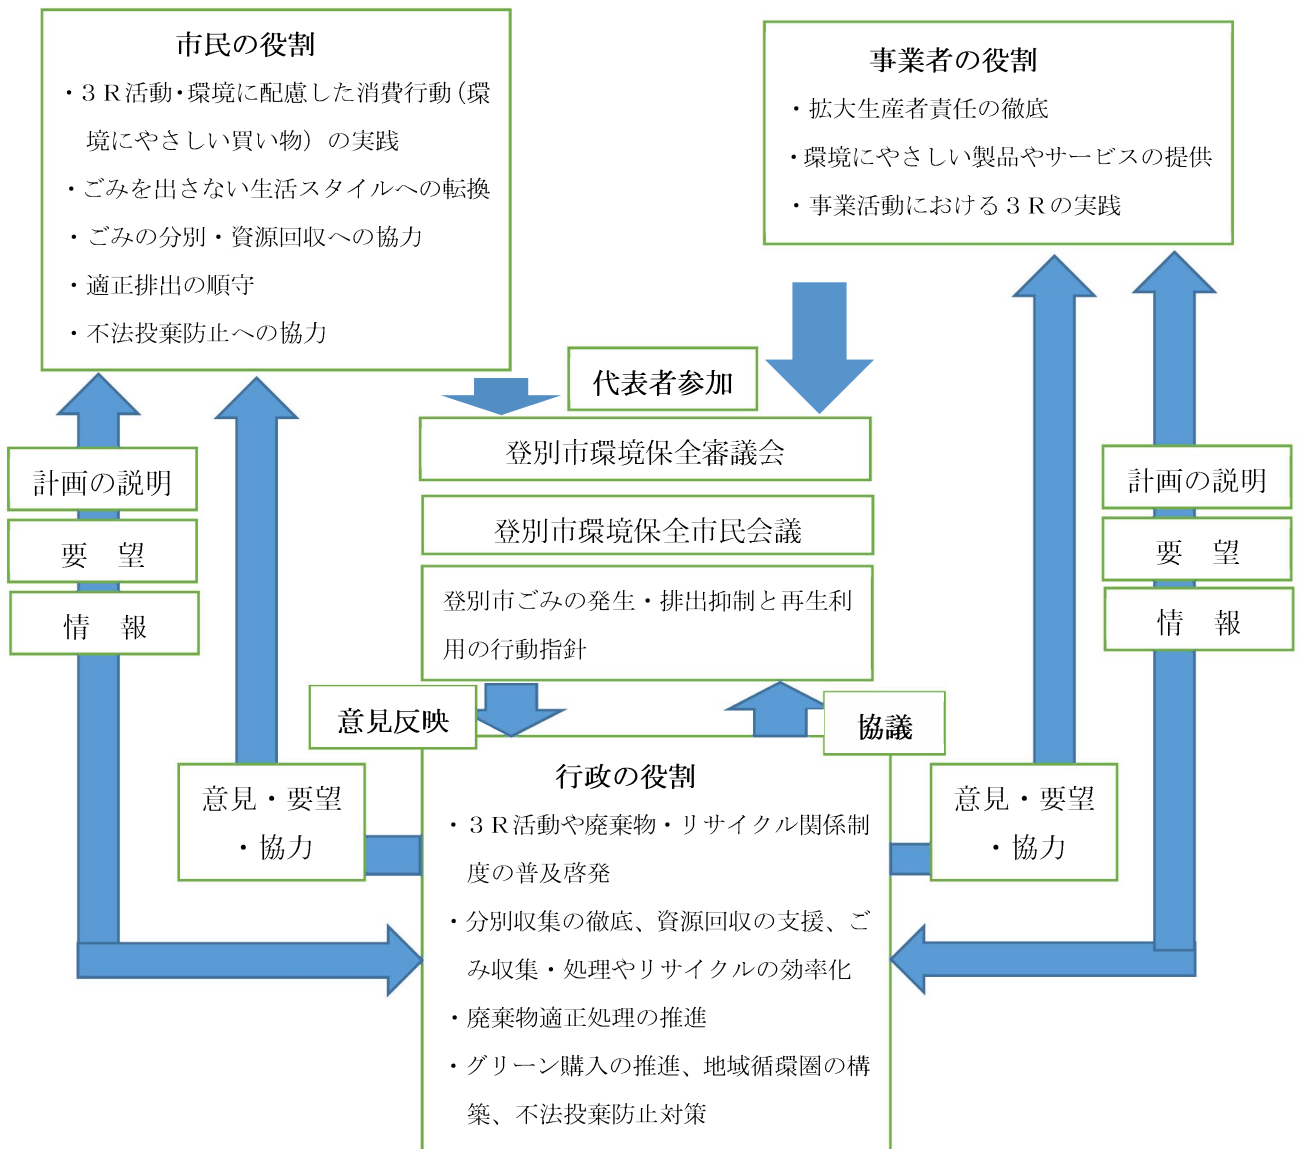 市民の役割
・３Ｒ活動・環境に配慮した消費行動（環
境にやさしい買い物）の実践
・ごみを出さない生活スタイルへの転換
・ごみの分別・資源回収への協力
・適正排出の順守
・不法投棄防止への協力
事業者の役割
・拡大生産者責任の徹底
・環境にやさしい製品やサービスの提供
・事業活動における３Ｒの実践
代表者参加
登別市環境保全審議会
登別市環境保全市民会議
登別市ごみの発生・排出抑制と再生利
用の行動指針
計画の説明
要　望
情　報
計画の説明
要　望
情　報
意見反映
協議
意見・要望
・協力
意見・要望
・協力
行政の役割
・３Ｒ活動や廃棄物・リサイクル関係制
度の普及啓発
・分別収集の徹底、資源回収の支援、ご
み収集・処理やリサイクルの効率化
・廃棄物適正処理の推進
・グリーン購入の推進、地域循環圏の構
築、不法投棄防止対策